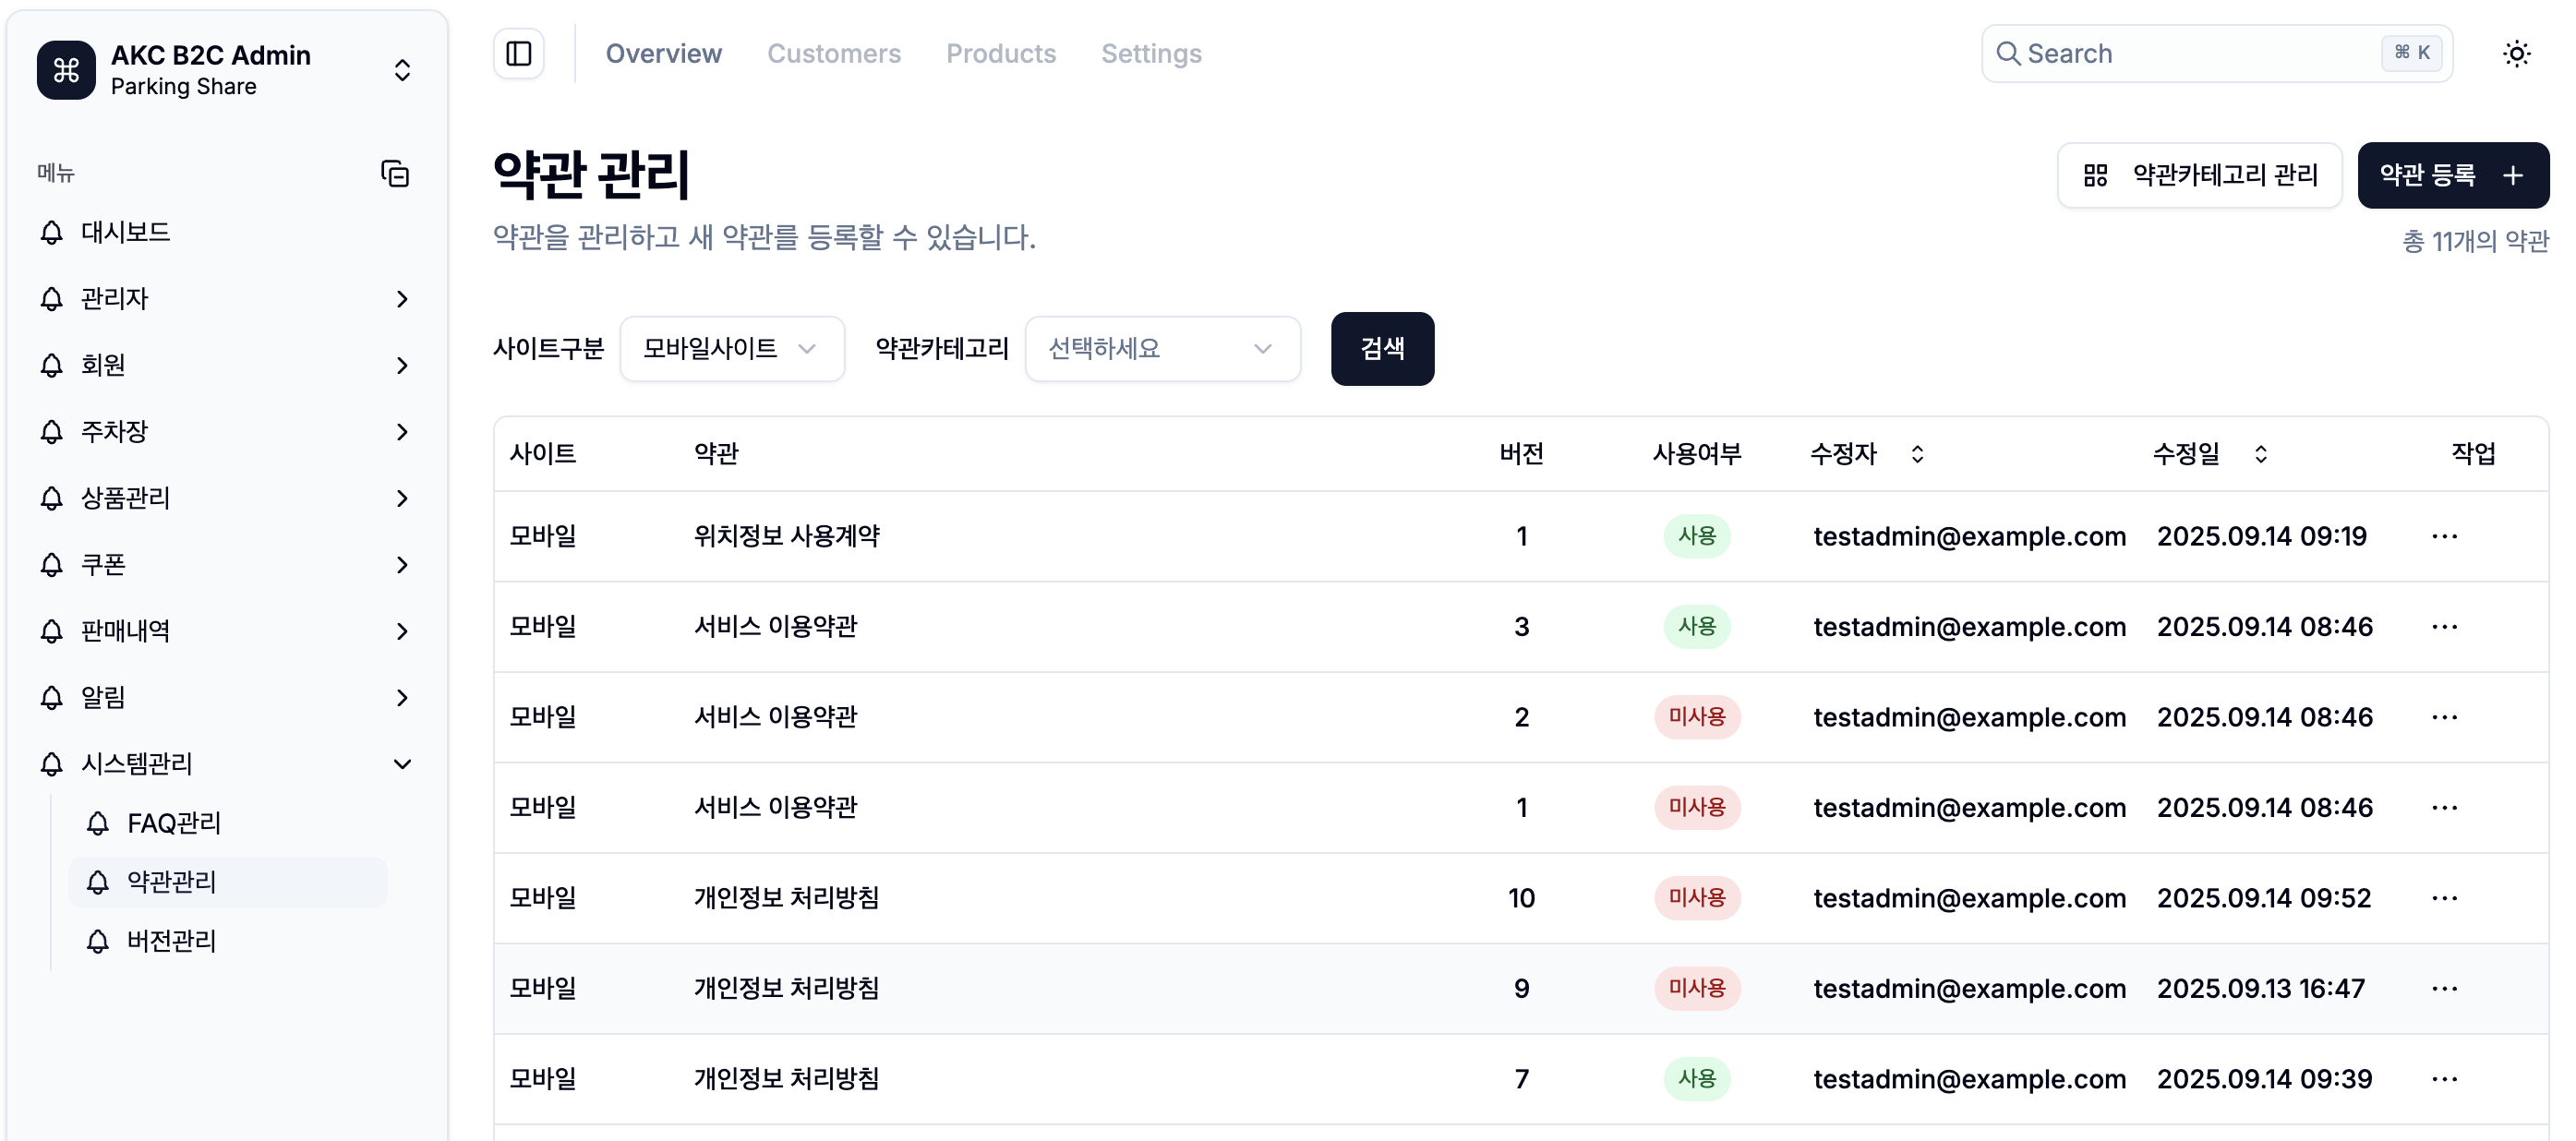 AKC B2C Admin
Parking Share
메뉴
대시보드
관리자
회원
주차장
상품관리
쿠폰
판매내역
알림
시스템관리
FAQ관리
약관관리
버전관리
Overview Customers Products Settings
Search ⌘ K
약관 관리
약관을 관리하고 새 약관를 등록할 수 있습니다.
약관카테고리 관리
약관 등록 +
총 11개의 약관
사이트구분 모바일사이트 약관카테고리 선택하세요 검색
사이트 약관 버전 사용여부 수정자 수정일 작업
모바일 위치정보 사용계약 1 사용 testadmin@example.com 2025.09.14 09:19 ...
모바일 서비스 이용약관 3 사용 testadmin@example.com 2025.09.14 08:46 ...
모바일 서비스 이용약관 2 미사용 testadmin@example.com 2025.09.14 08:46 ...
모바일 서비스 이용약관 1 미사용 testadmin@example.com 2025.09.14 08:46 ...
모바일 개인정보 처리방침 10 미사용 testadmin@example.com 2025.09.14 09:52 ...
모바일 개인정보 처리방침 9 미사용 testadmin@example.com 2025.09.13 16:47 ...
모바일 개인정보 처리방침 7 사용 testadmin@example.com 2025.09.14 09:39 ...